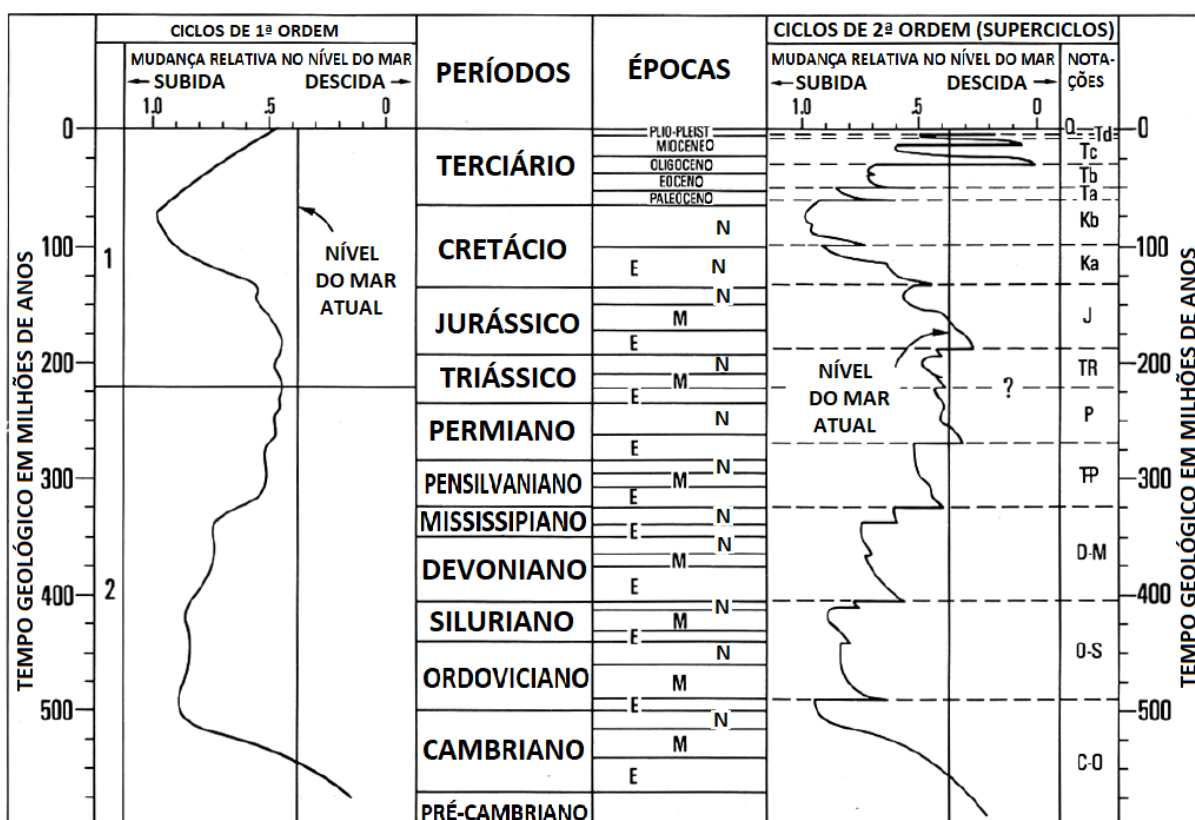 CICLOS DE 1ª ORDEM
MUDANÇA RELATIVA NO NÍVEL DO MAR
SUBIDA DESCIDA
1.0 .5 0
PERÍODOS
ÉPOCAS
CICLOS DE 2ª ORDEM (SUPERCICLOS)
MUDANÇA RELATIVA NO NÍVEL DO MAR
SUBIDA DESCIDA
1.0 .5 0
NOTA-
ÇÕES
TEMPO GEOLÓGICO EM MILHÕES DE ANOS
0
100
200
300
400
500
1
2
NÍVEL
DO MAR
ATUAL
TERCIÁRIO
CRETÁCIO
JURÁSSICO
TRIÁSSICO
PERMIANO
PENSILVANIANO
MISSISSIPIANO
DEVONIANO
SILURIANO
ORDOVICIANO
CAMBRIANO
PRÉ-CAMBRIANO
PLIO-PLEIST
MIOCENEO
OLIGOCENO
EOCENO
PALEOCENO
N
E N
N
M
E
N
M
E
N
E
N
M
E
N
E
N
M
E
N
M
E
N
M
E
N
M
E
NÍVEL
DO MAR
ATUAL
?
Td
Tc
Tb
Ta
Kb
Ka
J
TR
P
D-M
O-S
C-O
0
0
100
200
300
400
500
TEMPO GEOLÓGICO EM MILHÕES DE ANOS